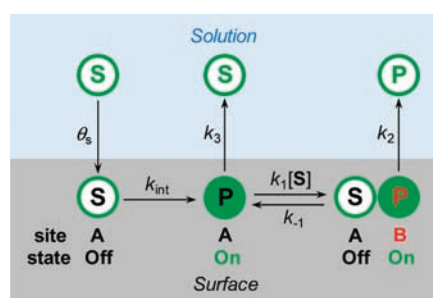 Solution
S S P
θs k3 k2
kint k1[S]
S P S P
k-1
site A A A B
state Off On Off On
Surface